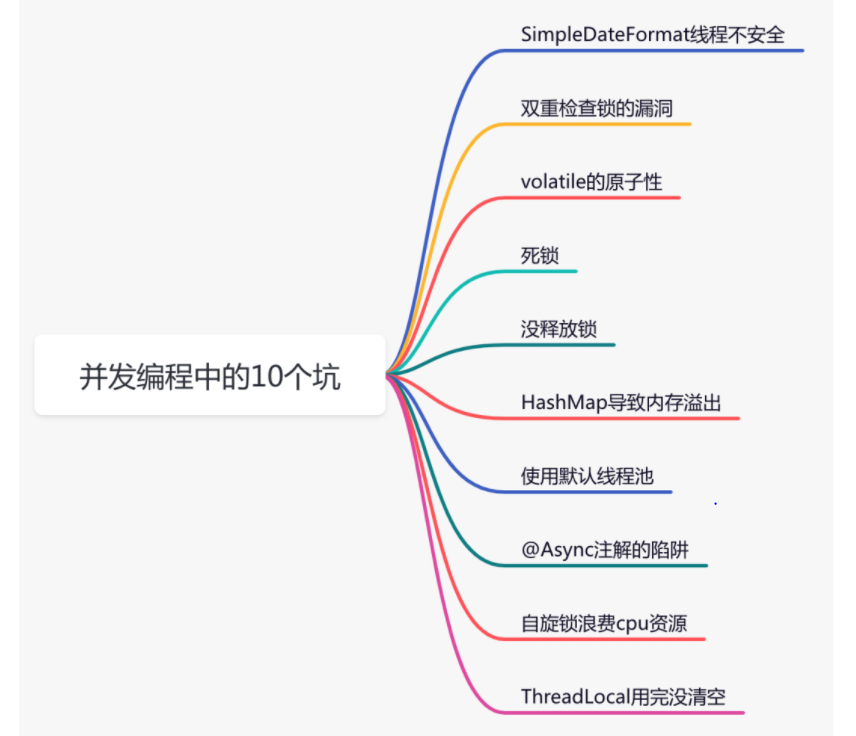 SimpleDateFormat线程不安全
双重检查锁的漏洞
volatile的原子性
死锁
没释放锁
并发编程中的10个坑
HashMap导致内存溢出
使用默认线程池
@Async注解的陷阱
自旋锁浪费cpu资源
ThreadLocal用完没清空